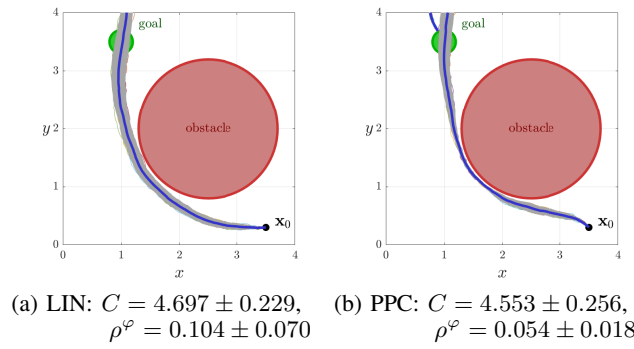 4
goal
3
y 2
obstacle
1
x₀
0
0 1 2 3 4
x
4
goal
3
y 2
obstacle
1
x₀
0
0 1 2 3 4
x
(a) LIN: C = 4.697 ± 0.229,
ρ^φ = 0.104 ± 0.070
(b) PPC: C = 4.553 ± 0.256,
ρ^φ = 0.054 ± 0.018